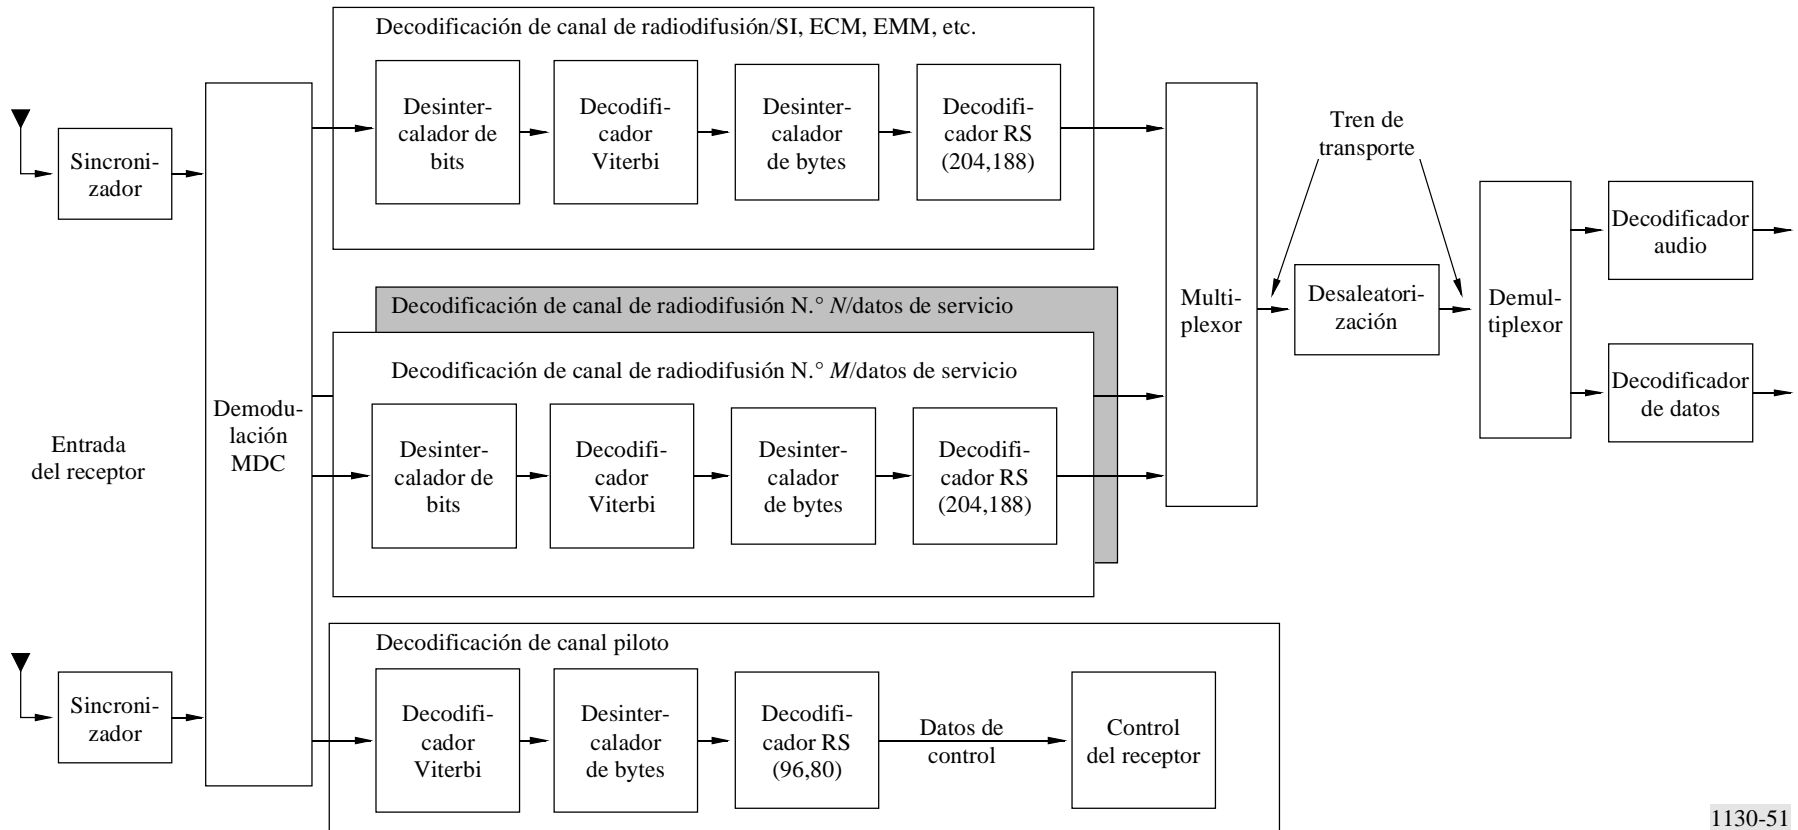 Decodificación de canal de radiodifusión/SI, ECM, EMM, etc.
Desinter-
calador de
bits
Decodifi-
cador
Viterbi
Desinter-
calador
de bytes
Decodifi-
cador RS
(204,188)
Sincroni-
zador
Tren de
transporte
Decodificador
audio
Decodificación de canal de radiodifusión N.° N/datos de servicio
Decodificación de canal de radiodifusión N.° M/datos de servicio
Multi-
plexor
Desaleatori-
zación
Demul-
tiplexor
Decodificador
de datos
Demodu-
lación
MDC
Entrada
del receptor
Desinter-
calador de
bits
Decodifi-
cador
Viterbi
Desinter-
calador
de bytes
Decodifi-
cador RS
(204,188)
Decodificación de canal piloto
Sincroni-
zador
Decodifi-
cador
Viterbi
Desinter-
calador
de bytes
Decodifi-
cador RS
(96,80)
Datos de
control
Control
del receptor
1130-51